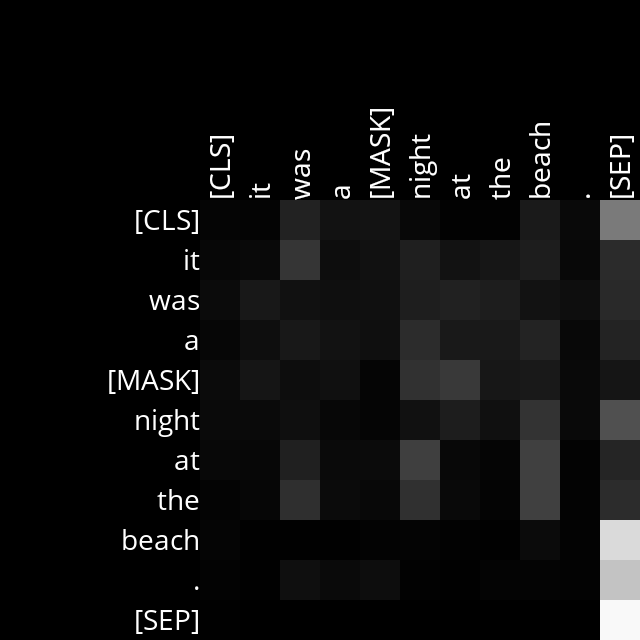 [CLS] it was a [MASK] night at the beach . [SEP]
[CLS]
it
was
a
[MASK]
night
at
the
beach
.
[SEP]